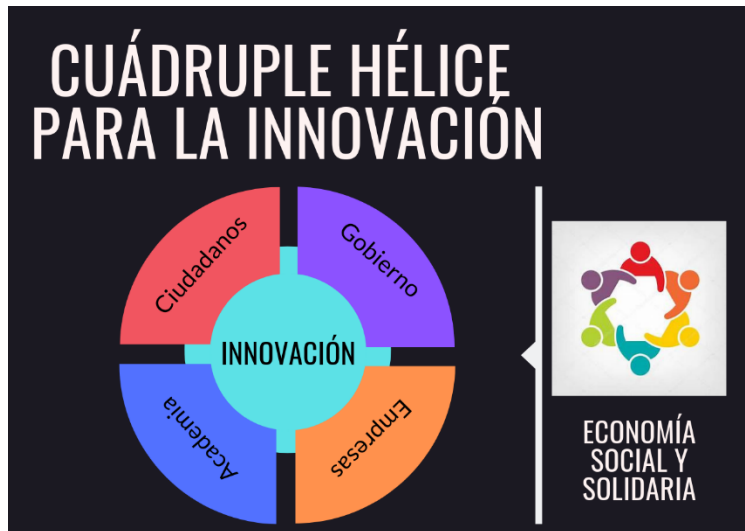 CUÁDRUPLE HÉLICE
PARA LA INNOVACIÓN
Ciudadanos
Gobierno
INNOVACIÓN
Academia
Empresas
ECONOMÍA
SOCIAL Y
SOLIDARIA